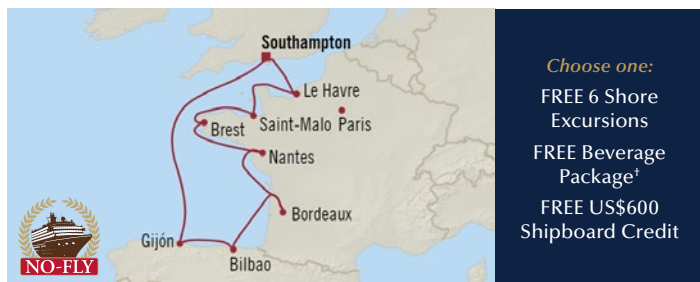 Southampton
Le Havre
Brest
Saint-Malo
Paris
Nantes
Bordeaux
Gijón
Bilbao
NO-FLY
Choose one:
FREE 6 Shore
Excursions
FREE Beverage
Package†
FREE US$600
Shipboard Credit